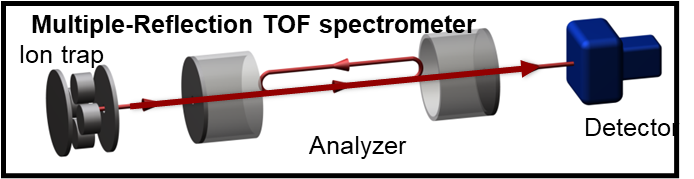 Multiple-Reflection TOF spectrometer
Ion trap
Analyzer
Detector